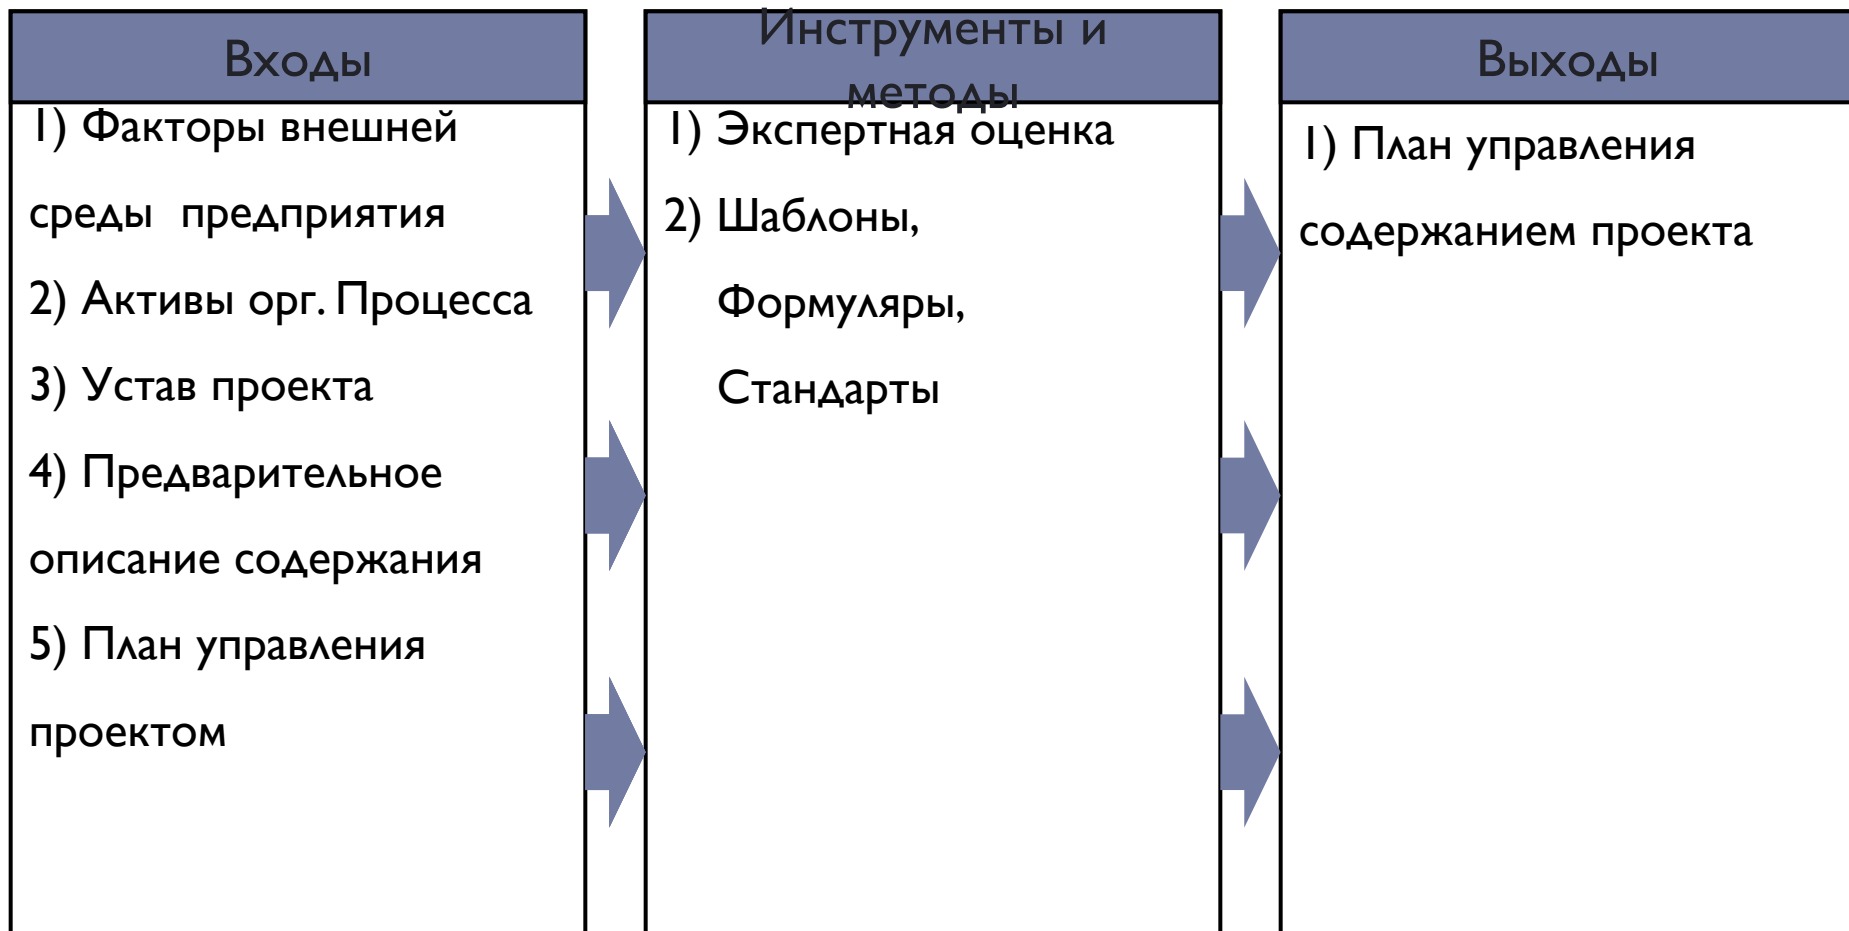 Входы
1) Факторы внешней
среды предприятия
2) Активы орг. Процесса
3) Устав проекта
4) Предварительное
описание содержания
5) План управления
проектом
Инструменты и
методы
1) Экспертная оценка
2) Шаблоны,
Формуляры,
Стандарты
Выходы
1) План управления
содержанием проекта